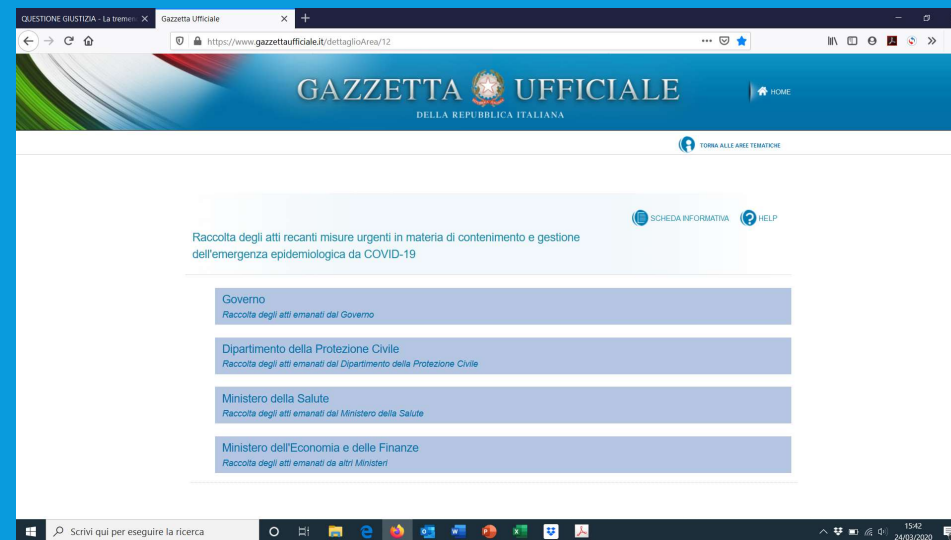 QUESTIONE GIUSTIZIA - La tremen
Gazzetta Ufficiale
https://www.gazzettaufficiale.it/dettaglioArea/12
GAZZETTA UFFICIALE
DELLA REPUBBLICA ITALIANA
HOME
TORNA ALLE AREE TEMATICHE
SCHEDA INFORMATIVA
HELP
Raccolta degli atti recanti misure urgenti in materia di contenimento e gestione
dell'emergenza epidemiologica da COVID-19
Governo
Raccolta degli atti emanati dal Governo
Dipartimento della Protezione Civile
Raccolta degli atti emanati dal Dipartimento della Protezione Civile
Ministero della Salute
Raccolta degli atti emanati dal Ministero della Salute
Ministero dell'Economia e delle Finanze
Raccolta degli atti emanati da altri Ministeri
Scrivi qui per eseguire la ricerca
15:42
24/03/2020